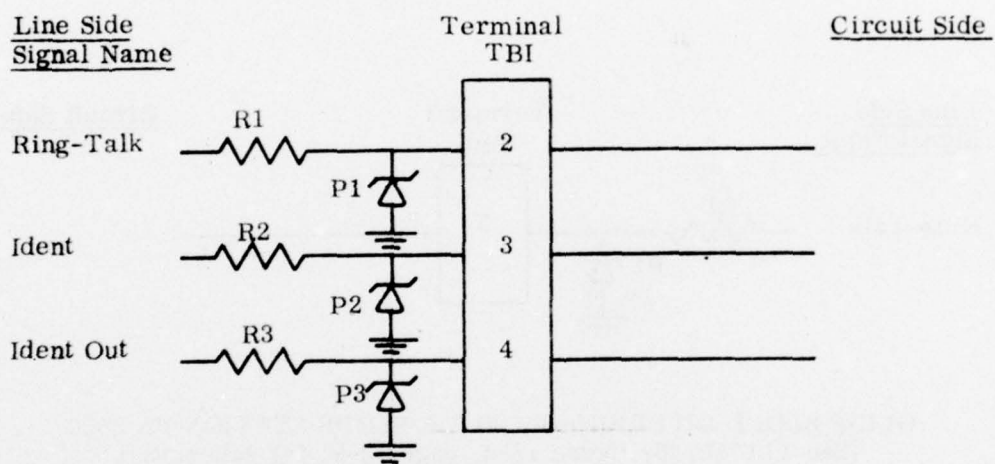 Line Side
Signal Name
Terminal
TBI
Circuit Side
Ring-Talk
R1
2
P1
Ident
R2
3
P2
Ident Out
R3
4
P3